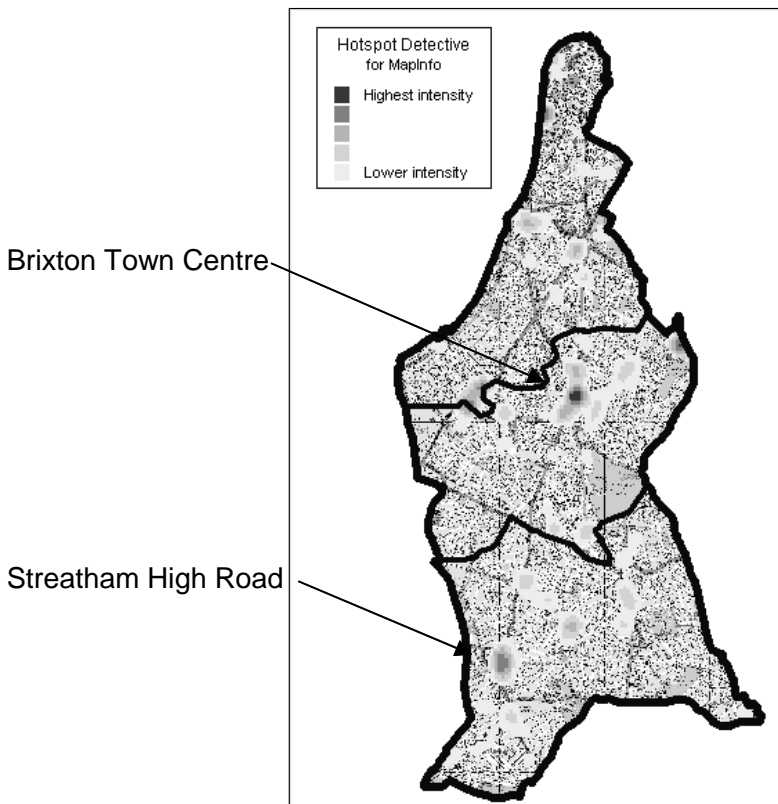 Hotspot Detective
for MapInfo
Highest intensity
Lower intensity
Brixton Town Centre
Streatham High Road